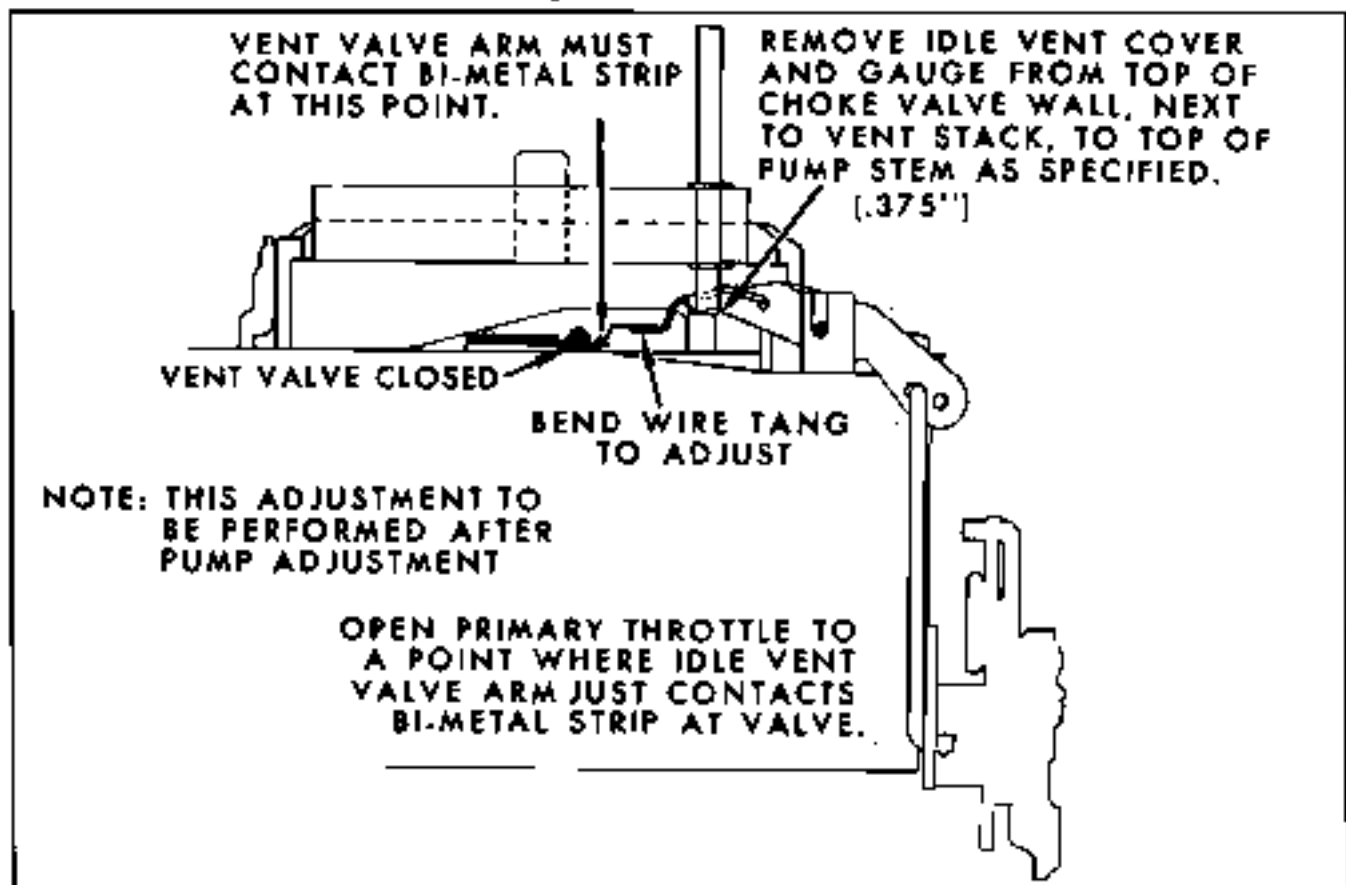 VENT VALVE ARM MUST
CONTACT BI-METAL STRIP
AT THIS POINT.
REMOVE IDLE VENT COVER
AND GAUGE FROM TOP OF
CHOKE VALVE WALL, NEXT
TO VENT STACK, TO TOP OF
PUMP STEM AS SPECIFIED.
[.375"]
VENT VALVE CLOSED
BEND WIRE TANG
TO ADJUST
NOTE: THIS ADJUSTMENT TO
BE PERFORMED AFTER
PUMP ADJUSTMENT
OPEN PRIMARY THROTTLE TO
A POINT WHERE IDLE VENT
VALVE ARM JUST CONTACTS
BI-METAL STRIP AT VALVE.